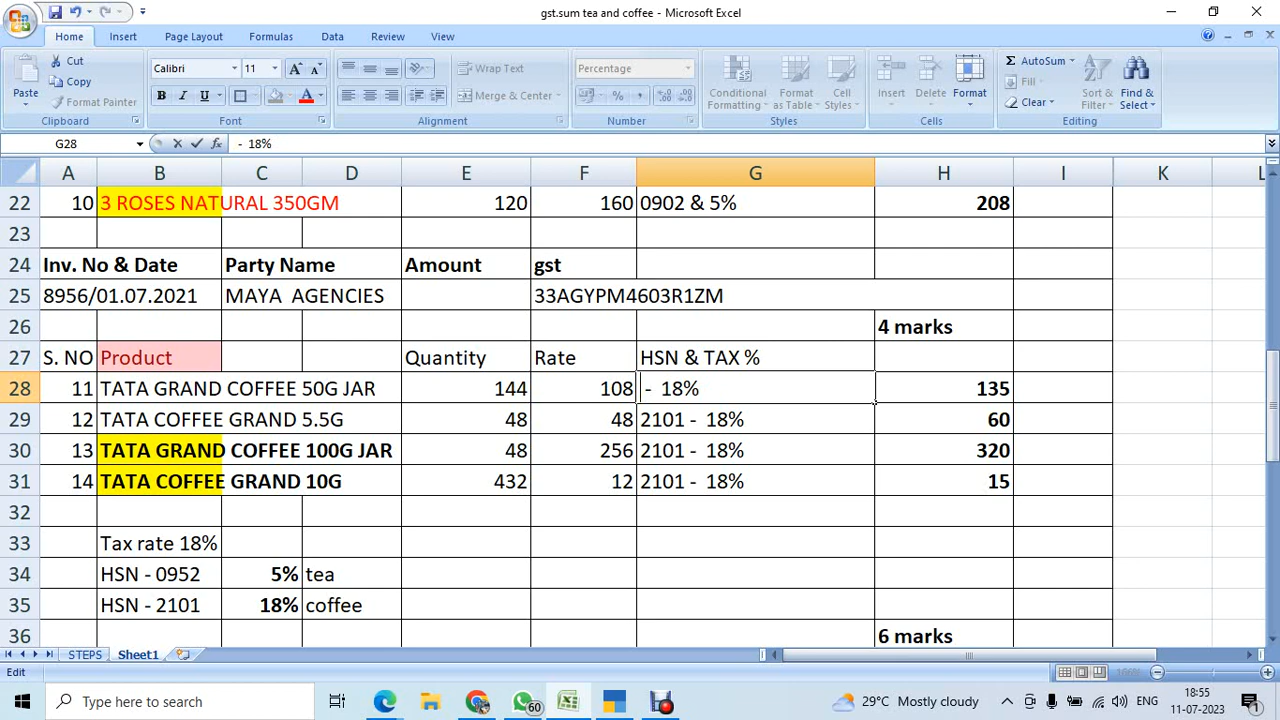 gst.sum tea and coffee - Microsoft Excel
Home Insert Page Layout Formulas Data Review View
Paste
Cut
Copy
Format Painter
Clipboard
Calibri 11
B I U A
Font
Wrap Text
Merge & Center
Alignment
Percentage
%
Number
Conditional Formatting
Format as Table
Cell Styles
Styles
Insert Delete Format
Cells
AutoSum
Fill
Clear
Sort & Filter
Find & Select
Editing
G28 fx - 18%
A B C D E F G H I K L
22 10 3 ROSES NATURAL 350GM 120 160 0902 & 5% 208
23
24 Inv. No & Date Party Name Amount gst
25 8956/01.07.2021 MAYA AGENCIES 33AGYPM4603R1ZM
26 4 marks
27 S. NO Product Quantity Rate HSN & TAX %
28 11 TATA GRAND COFFEE 50G JAR 144 108 - 18% 135
29 12 TATA COFFEE GRAND 5.5G 48 48 2101 - 18% 60
30 13 TATA GRAND COFFEE 100G JAR 48 256 2101 - 18% 320
31 14 TATA COFFEE GRAND 10G 432 12 2101 - 18% 15
32
33 Tax rate 18%
34 HSN - 0952 5% tea
35 HSN - 2101 18% coffee
36 6 marks
STEPS Sheet1
Edit
Type here to search
60
29°C Mostly cloudy
ENG
18:55
11-07-2023
1